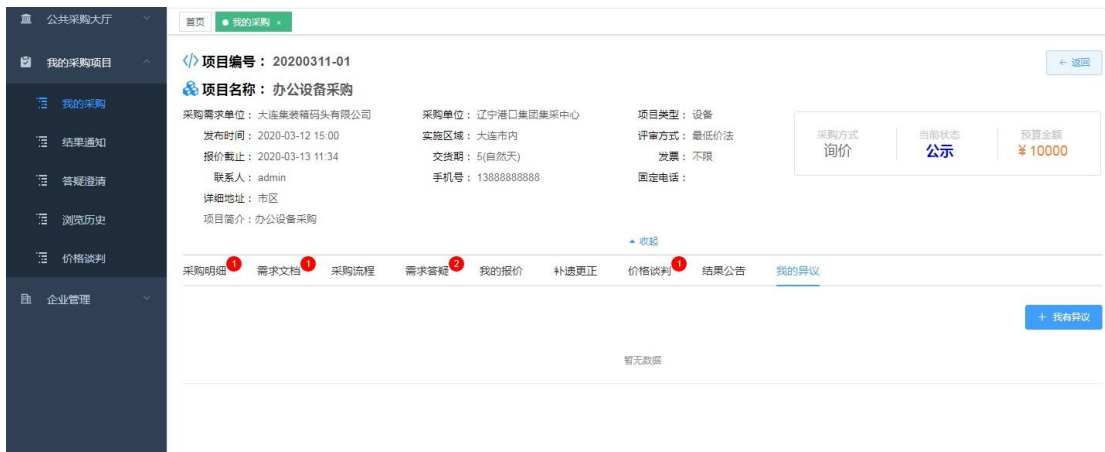 公共采购大厅
首页 ● 我的采购 ×
我的采购项目
</> 项目编号： 20200311-01
← 返回
项目名称： 办公设备采购
我的采购
结果通知
答疑澄清
浏览历史
价格谈判
企业管理
采购需求单位： 大连集装箱码头有限公司 采购单位： 辽宁港口集团集采中心 项目类型： 设备
发布时间： 2020-03-12 15:00 实施区域： 大连市内 评审方式： 最低价法
报价截止： 2020-03-13 11:34 交货期： 5(自然天) 发票： 不限
联系人： admin 手机号： 13888888888 固定电话：
详细地址： 市区
项目简介：办公设备采购
采购方式 当前状态 预算金额
询价 公示 ¥ 10000
收起
采购明细 1 需求文档 1 采购流程 需求答疑 2 我的报价 补遗更正 价格谈判 1 结果公告 我的异议
+ 我有异议
暂无数据